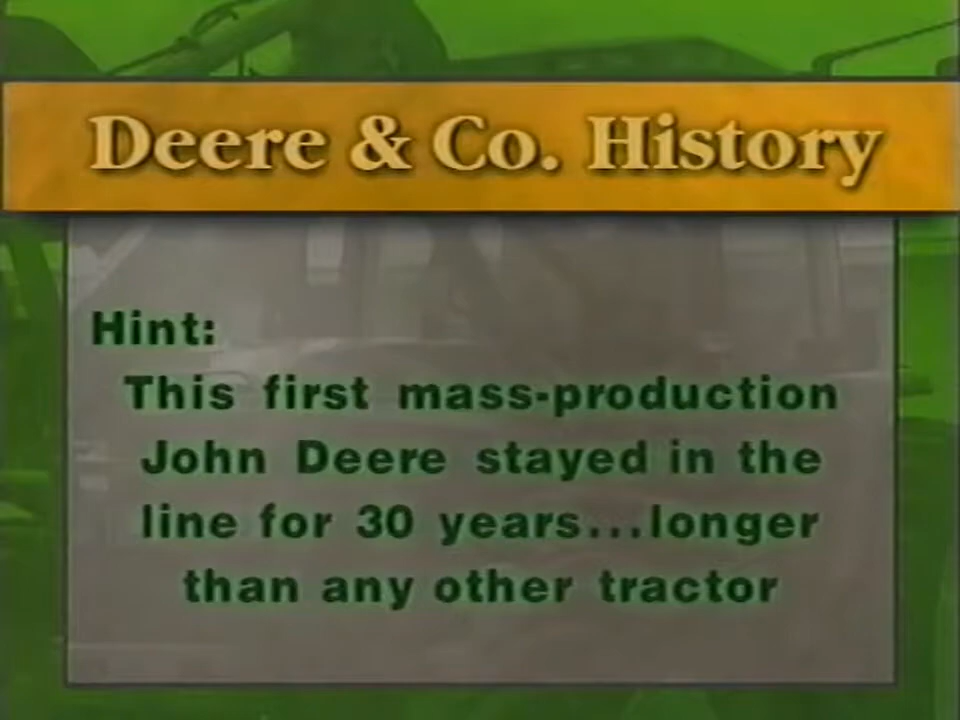 Deere & Co. History
Hint:
This first mass-production
John Deere stayed in the
line for 30 years...longer
than any other tractor